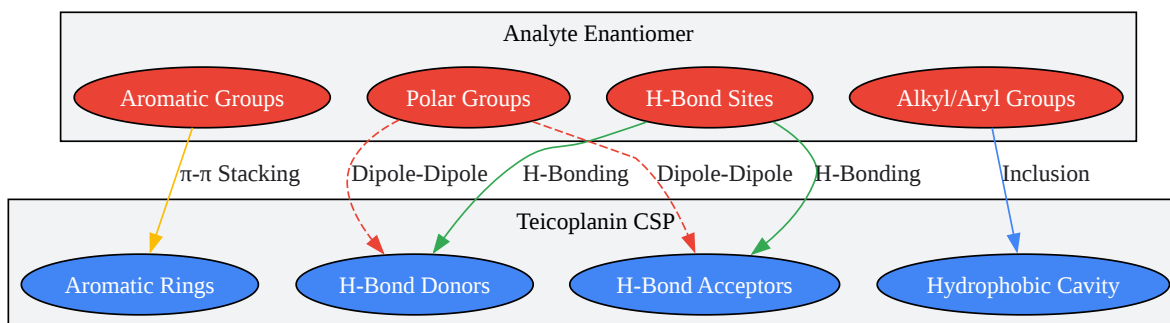 Analyte Enantiomer
Aromatic Groups
Polar Groups
H-Bond Sites
Alkyl/Aryl Groups
π-π Stacking
Dipole-Dipole
H-Bonding
Dipole-Dipole
H-Bonding
Inclusion
Teicoplanin CSP
Aromatic Rings
H-Bond Donors
H-Bond Acceptors
Hydrophobic Cavity